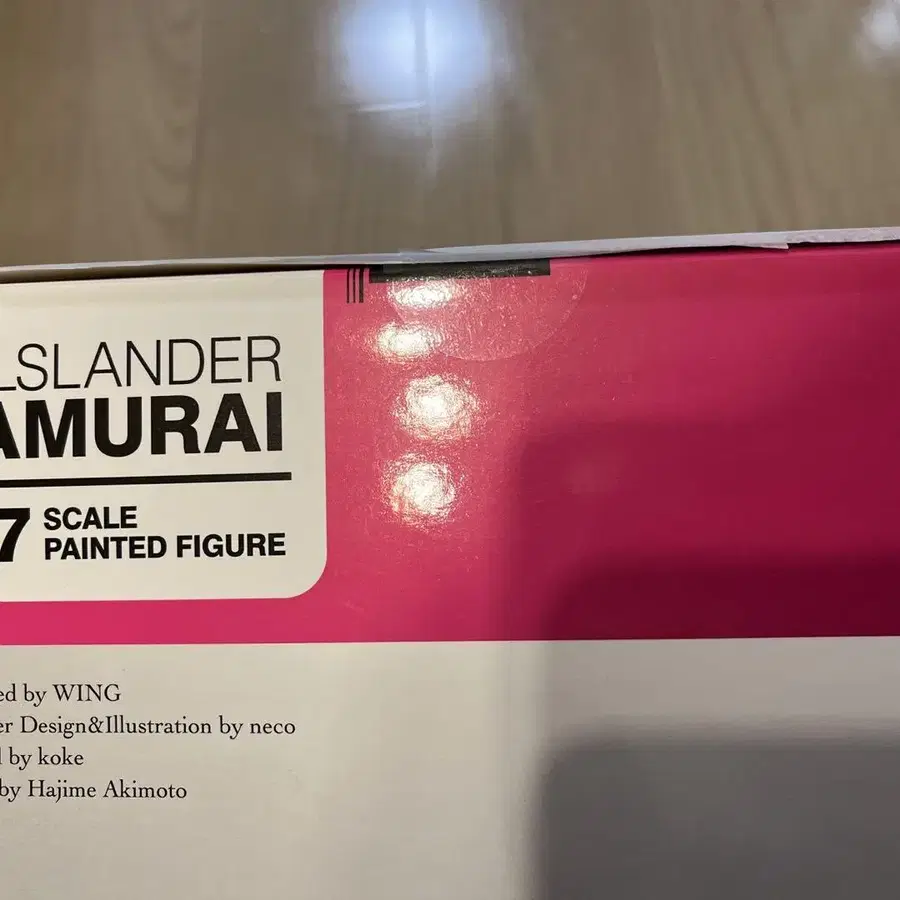 LSLANDER
AMURAI
7 SCALE
PAINTED FIGURE
ed by WING
er Design&Illustration by neco
by koke
by Hajime Akimoto